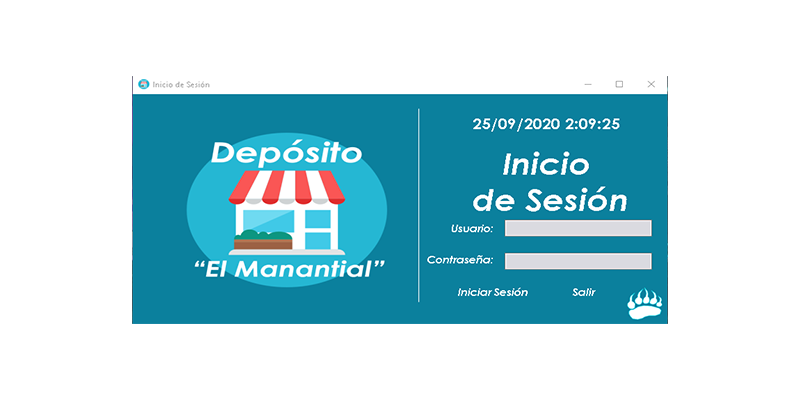 Inicio de Sesión
Depósito
“El Manantial”
25/09/2020 2:09:25
Inicio
de Sesión
Usuario:
Contraseña:
Iniciar Sesión
Salir